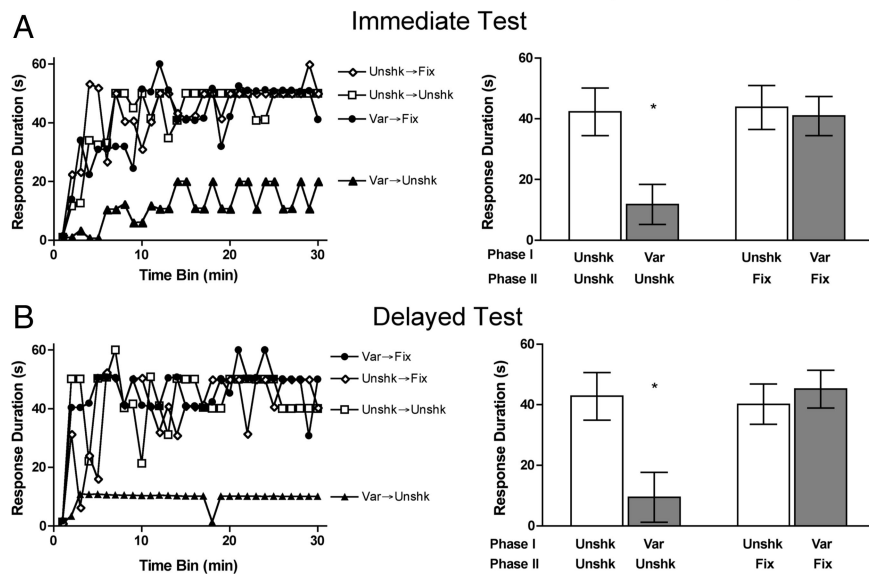 A
Immediate Test
Response Duration (s)
60
40
20
0
0
10
20
30
Time Bin (min)
Unshk→Fix
Unshk→Unshk
Var→Fix
Var→Unshk
Response Duration (s)
60
40
20
0
*
Phase I Unshk Var Unshk Var
Phase II Unshk Unshk Fix Fix
B
Delayed Test
Response Duration (s)
60
40
20
0
0
10
20
30
Time Bin (min)
Var→Fix
Unshk→Fix
Unshk→Unshk
Var→Unshk
Response Duration (s)
60
40
20
0
*
Phase I Unshk Var Unshk Var
Phase II Unshk Unshk Fix Fix